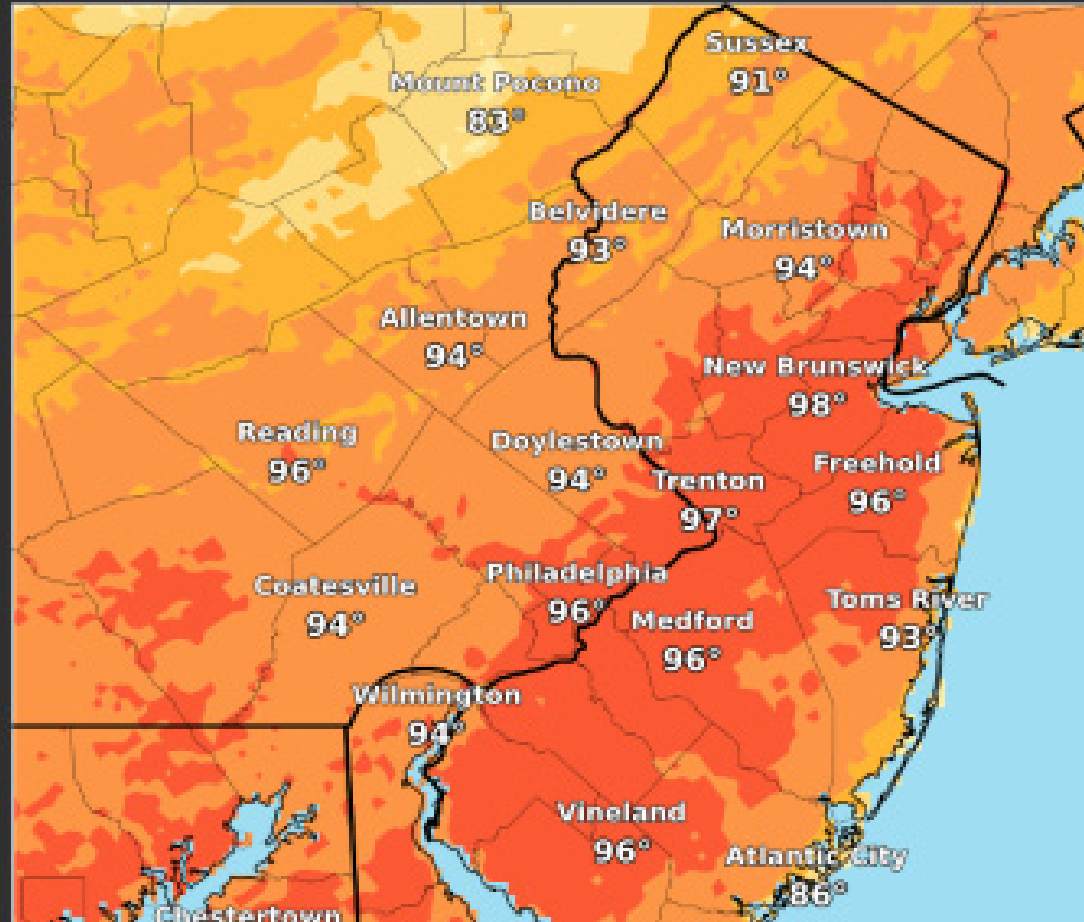 Sussex
91°
Mount Pocono
83°
Belvidere
93°
Morristown
94°
Allentown
94°
New Brunswick
98°
Reading
96°
Doylestown
94°
Freehold
96°
Trenton
97°
Philadelphia
96°
Coatesville
94°
Toms River
93°
Medford
96°
Wilmington
94°
Vineland
96°
Atlantic City
86°
Chestertown